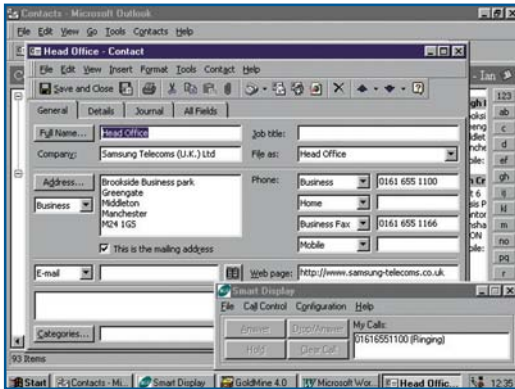 Contacts - Microsoft Outlook
File Edit View Go Tools Contacts Help
Head Office - Contact
File Edit View Insert Format Tools Contact Help
Save and Close
- Ian
General Details Journal All Fields
Full Name... Head Office Job title:
Company: Samsung Telecoms (U.K.) Ltd File as: Head Office
Address... Brookside Business park Phone: Business 0161 655 1100
Greengate
Business Middleton Home
Manchester
M24 1GS Business Fax 0161 655 1166
This is the mailing address Mobile
E-mail Web page: http://www.samsung-telecoms.co.uk
Categories...
123
ab
c
d
ef
gh
ij
kl
m
no
pq
r
Smart Display
File Call Control Configuration Help
Answer Drop/Answer My Calls:
01616551100 (Ringing)
Hold Clear Call
93 Items
Start Contacts - Mi... Smart Display GoldMine 4.0 Microsoft Wor... Head Offic... 12:39